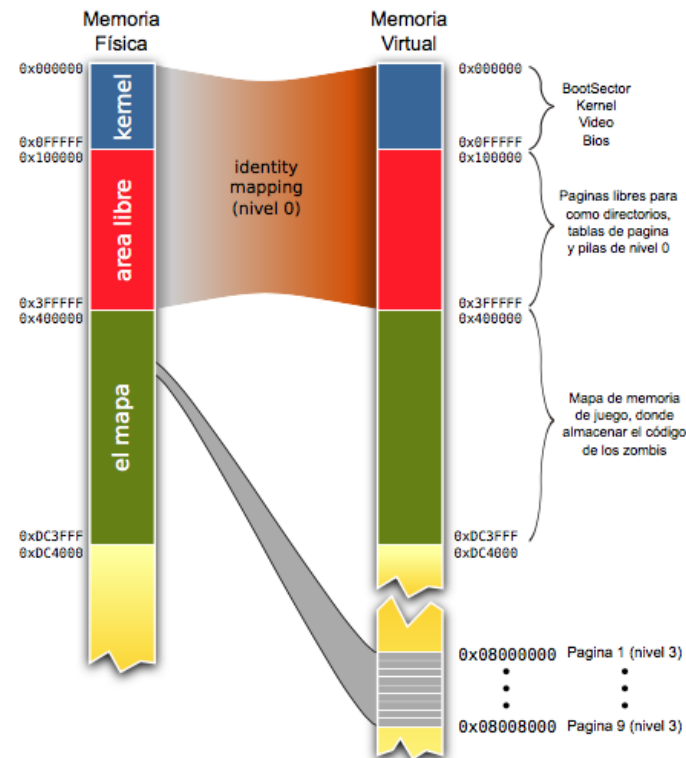 Memoria
Física
Memoria
Virtual
0x000000
0x0FFFFF
0x100000
0x3FFFFF
0x400000
0xDC3FFF
0xDC4000
kernel
area libre
el mapa
identity
mapping
(nivel 0)
0x000000
0x0FFFFF
0x100000
0x3FFFFF
0x400000
0xDC3FFF
0xDC4000
0x08000000 Pagina 1 (nivel 3)
0x08008000 Pagina 9 (nivel 3)
BootSector
Kernel
Video
Bios
Paginas libres para
como directorios,
tablas de pagina
y pilas de nivel 0
Mapa de memoria
de juego, donde
almacenar el código
de los zombis